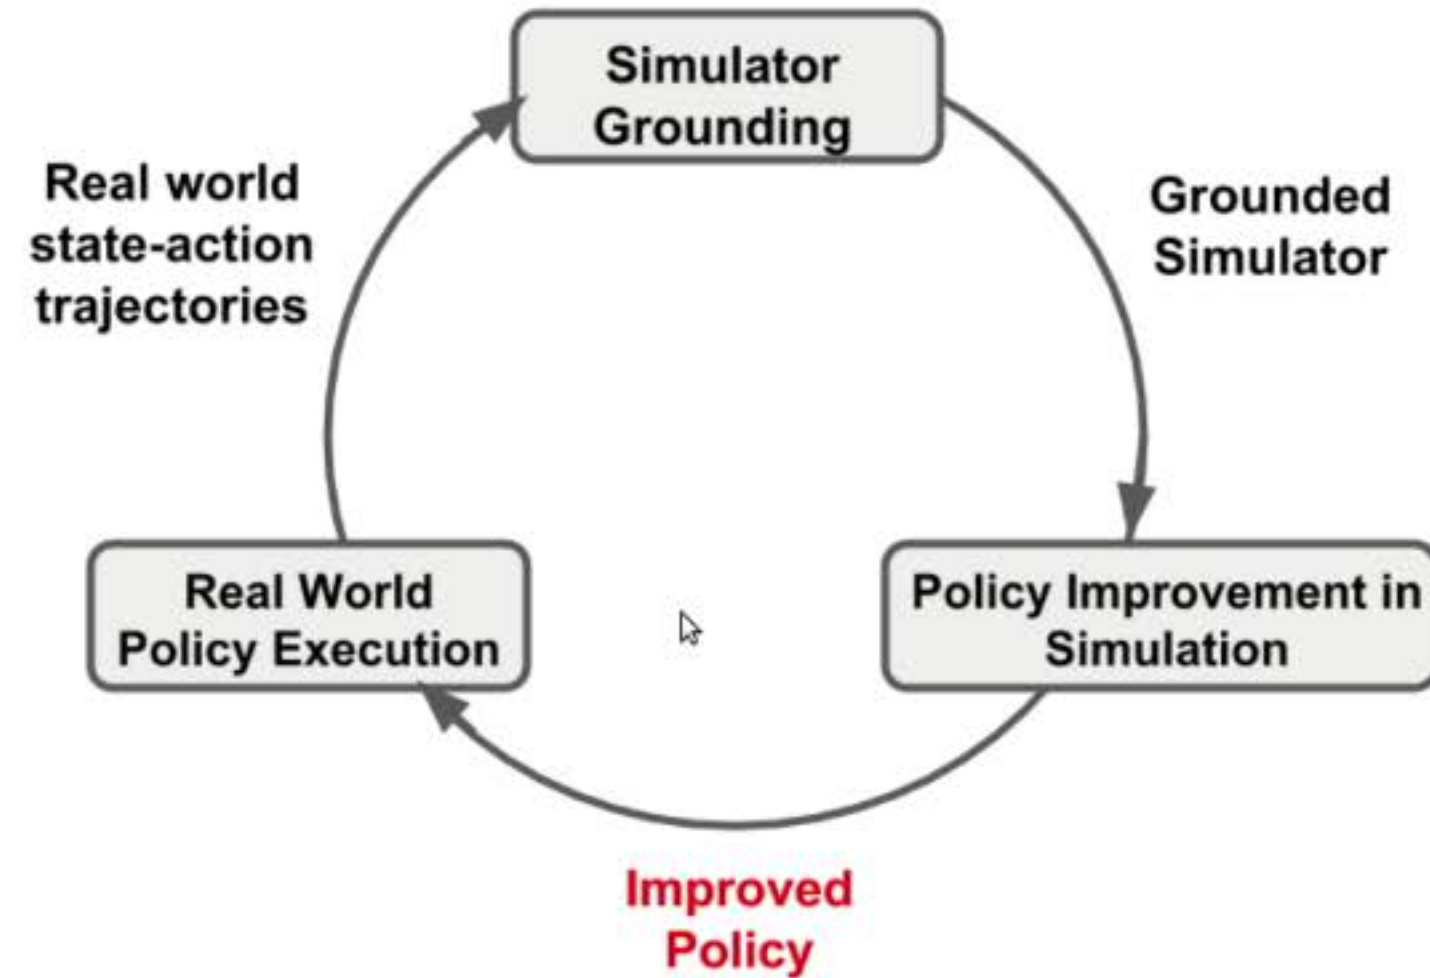 Simulator
Grounding
Real world
state-action
trajectories
Grounded
Simulator
Real World
Policy Execution
Policy Improvement in
Simulation
Improved
Policy